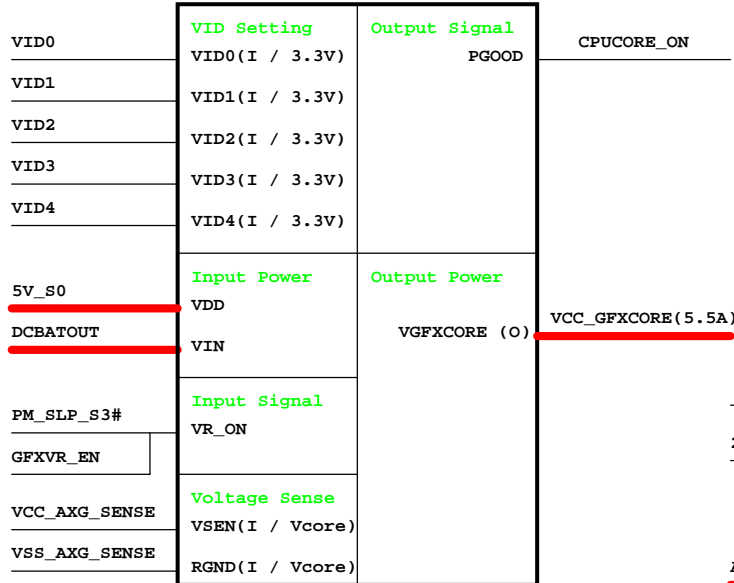 VID0
VID1
VID2
VID3
VID4
5V_S0
DCBATOUT
PM_SLP_S3#
GFXVR_EN
VCC_AXG_SENSE
VSS_AXG_SENSE
VID Setting
VID0(I / 3.3V)
VID1(I / 3.3V)
VID2(I / 3.3V)
VID3(I / 3.3V)
VID4(I / 3.3V)
Input Power
VDD
VIN
Input Signal
VR_ON
Voltage Sense
VSEN(I / Vcore)
RGND(I / Vcore)
Output Signal
PGOOD
Output Power
VGFXCORE (O)
CPUCORE_ON
VCC_GFXCORE(5.5A)